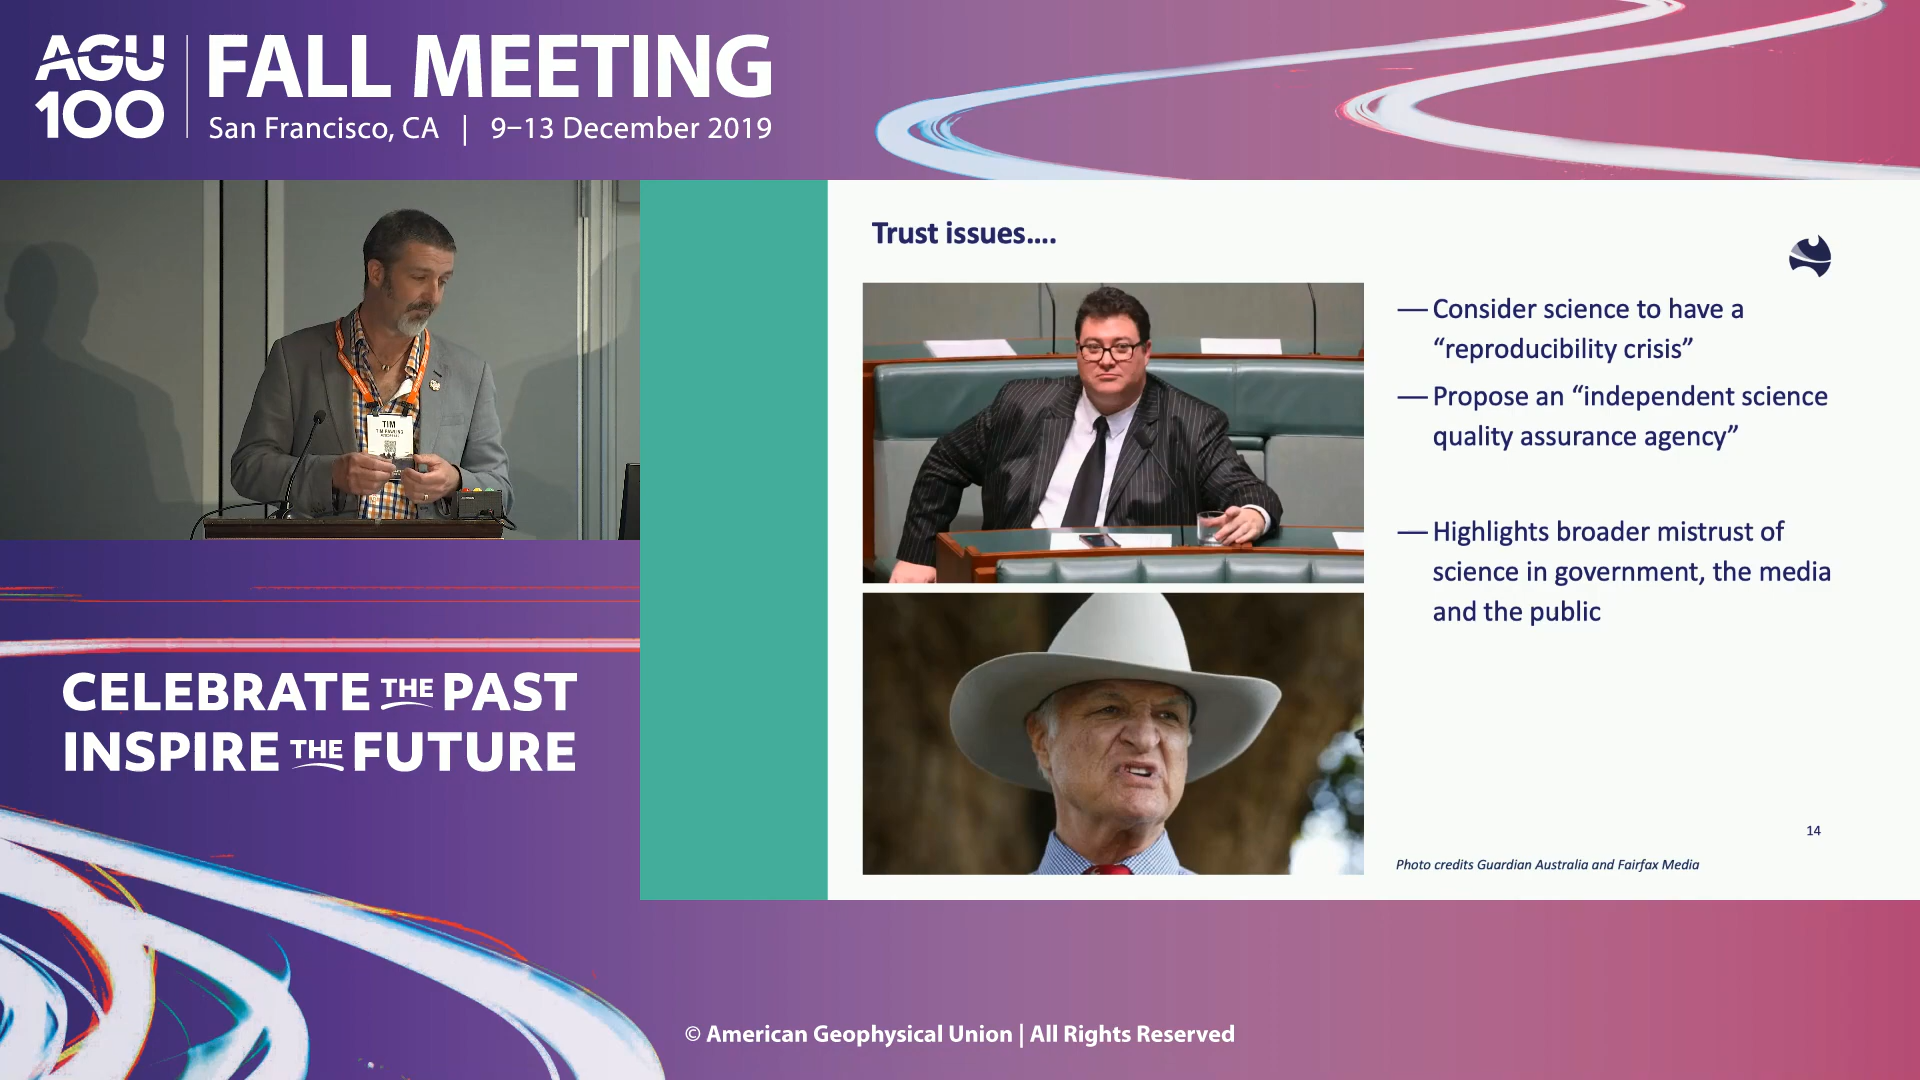 AGU
100
FALL MEETING
San Francisco, CA | 9–13 December 2019
TIM
TIM RAWLING
CELEBRATE THE PAST
INSPIRE THE FUTURE
Trust issues....
— Consider science to have a
“reproducibility crisis”
— Propose an “independent science
quality assurance agency”
— Highlights broader mistrust of
science in government, the media
and the public
14
Photo credits Guardian Australia and Fairfax Media
© American Geophysical Union | All Rights Reserved